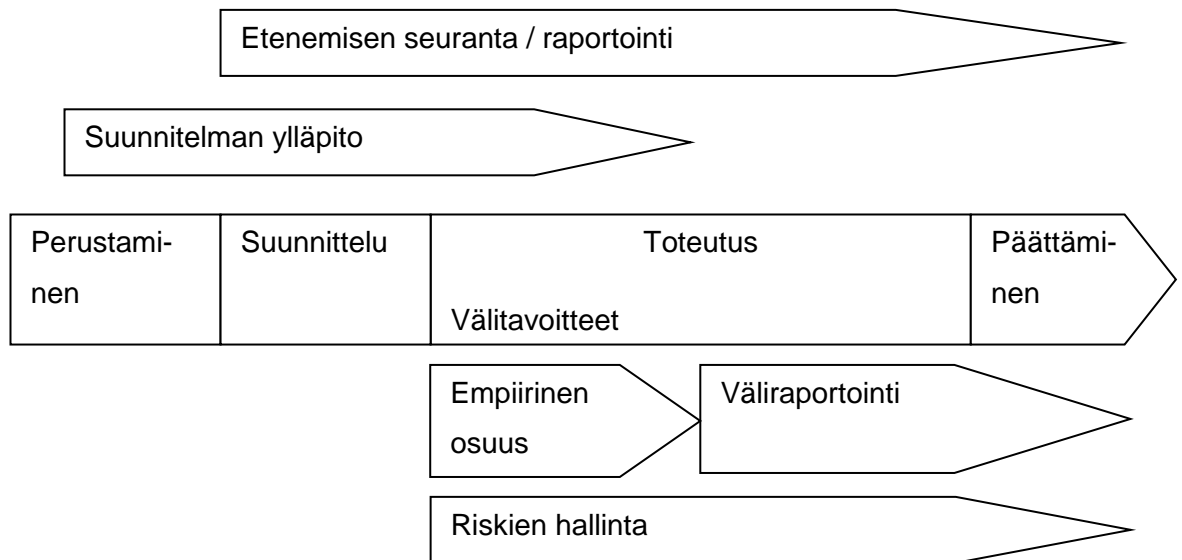 Etenemisen seuranta / raportointi
Suunnitelman ylläpito
Perustami-
nen
Suunnittelu
Toteutus
Välitavoitteet
Päättämi-
nen
Empiirinen
osuus
Väliraportointi
Riskien hallinta